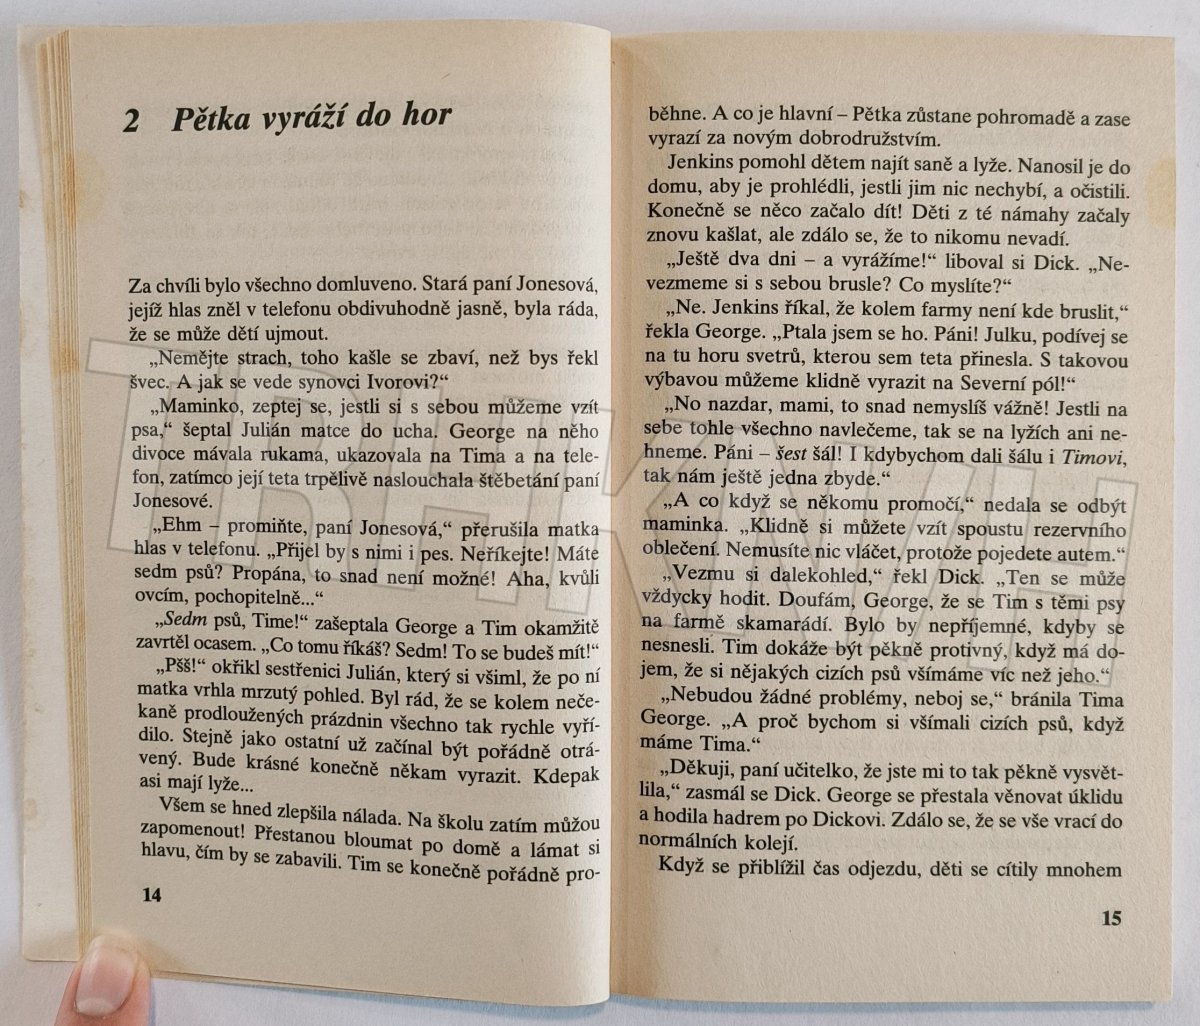 2 Pětka vyráží do hor
Za chvíli bylo všechno domluveno. Stará paní Jonesová,
jejíž hlas zněl v telefonu obdivuhodně jasně, byla ráda,
že se může dětí ujmout.
„Nemějte strach, toho kašle se zbaví, než bys řekl
švec. A jak se vede synovci Ivorovi?“
„Maminko, zeptej se, jestli si s sebou můžeme vzít
psa,“ šeptal Julián matce do ucha. George na něho
divoce mávala rukama, ukazovala na Tima a na tele-
fon, zatímco její teta trpělivě naslouchala štěbetání paní
Jonesové.
„Ehm – promiňte, paní Jonesová,“ přerušila matka
hlas v telefonu. „Přijel by s nimi i pes. Neříkejte! Máte
sedm psů? Propána, to snad není možné! Aha, kvůli
ovcím, pochopitelně...“
„Sedm psů, Time!“ zašeptala George a Tim okamžitě
zavrtěl ocasem. „Co tomu říkáš? Sedm! To se budeš mít!“
„Pšš!“ okřikl sestřenici Julián, který si všiml, že po ní
matka vrhla mrzutý pohled. Byl rád, že se kolem neče-
kaně prodloužených prázdnin všechno tak rychle vyří-
dilo. Stejně jako ostatní už začínal být pořádně otrá-
vený. Bude krásné konečně někam vyrazit. Kdepak
asi mají lyže...
Všem se hned zlepšila nálada. Na školu zatím můžou
zapomenout! Přestanou bloumat po domě a lámat si
hlavu, čím by se zabavili. Tim se konečně pořádně pro-
14
běhne. A co je hlavní – Pětka zůstane pohromadě a zase
vyrazí za novým dobrodružstvím.
Jenkins pomohl dětem najít saně a lyže. Nanosil je do
domu, aby je prohlédli, jestli jim nic nechybí, a očistili.
Konečně se něco začalo dít! Děti z té námahy začaly
znovu kašlat, ale zdálo se, že to nikomu nevadí.
„Ještě dva dni – a vyrážíme!“ liboval si Dick. „Ne-
vezmeme si s sebou brusle? Co myslíte?“
„Ne. Jenkins říkal, že kolem farmy není kde bruslit,“
řekla George. „Ptala jsem se ho. Páni! Julku, podívej se
na tu horu svetrů, kterou sem teta přinesla. S takovou
výbavou můžeme klidně vyrazit na Severní pól!“
„No nazdar, mami, to snad nemyslíš vážně! Jestli na
sebe tohle všechno navlečeme, tak se na lyžích ani ne-
hneme. Páni – šest šál! I kdybychom dali šálu i Timovi,
tak nám ještě jedna zbyde.“
„A co když se někomu promočí,“ nedala se odbýt
maminka. „Klidně si můžete vzít spoustu rezervního
oblečení. Nemusíte nic vláčet, protože pojedete autem.“
„Vezmu si dalekohled,“ řekl Dick. „Ten se může
vždycky hodit. Doufám, George, že se Tim s těmi psy
na farmě skamarádí. Bylo by nepříjemné, kdyby se
nesnesli. Tim dokáže být pěkně protivný, když má do-
jem, že si nějakých cizích psů všímáme víc než jeho.“
„Nebudou žádné problémy, neboj se,“ bránila Tima
George. „A proč bychom si všímali cizích psů, když
máme Tima.“
„Děkuji, paní učitelko, že jste mi to tak pěkně vysvět-
lila,“ zasmál se Dick. George se přestala věnovat úklidu
a hodila hadrem po Dickovi. Zdálo se, že se vše vrací do
normálních kolejí.
Když se přiblížil čas odjezdu, děti se cítily mnohem
15
TRHKNIH